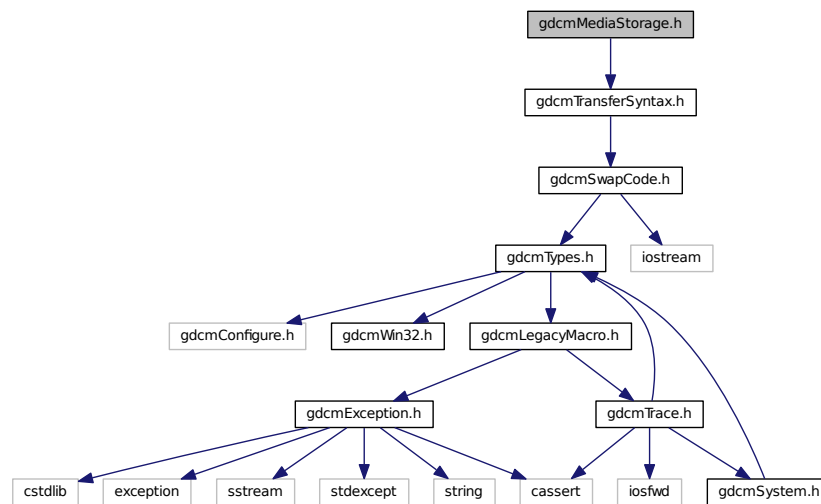 gdcmMediaStorage.h
gdcmTransferSyntax.h
gdcmSwapCode.h
gdcmTypes.h
iostream
gdcmConfigure.h
gdcmWin32.h
gdcmLegacyMacro.h
gdcmException.h
gdcmTrace.h
cstdlib
exception
sstream
stdexcept
string
cassert
iosfwd
gdcmSystem.h